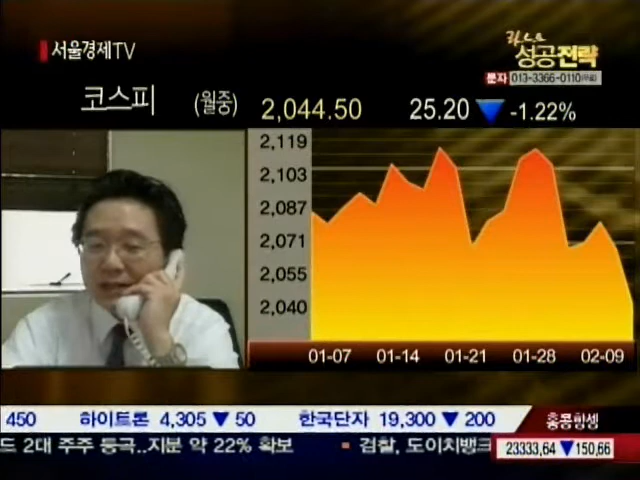 서울경제TV
성공전략
문자 013-3366-0110
코스피 (월중) 2,044.50 25.20 ▼ -1.22%
2,119
2,103
2,087
2,071
2,055
2,040
01-07 01-14 01-21 01-28 02-09
450 하이트론 4,305 ▼ 50 한국단자 19,300 ▼ 200 홍콩항셍
드 2대 주주 등극..지분 약 22% 확보 ▪ 검찰, 도이치뱅크 23333,64 ▼150,66